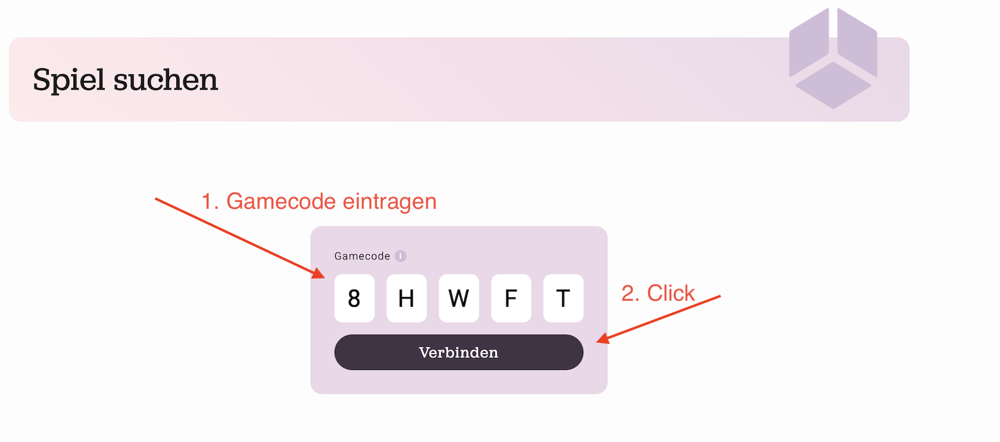 Spiel suchen
1. Gamecode eintragen
Gamecode i
8 H W F T
2. Click
Verbinden